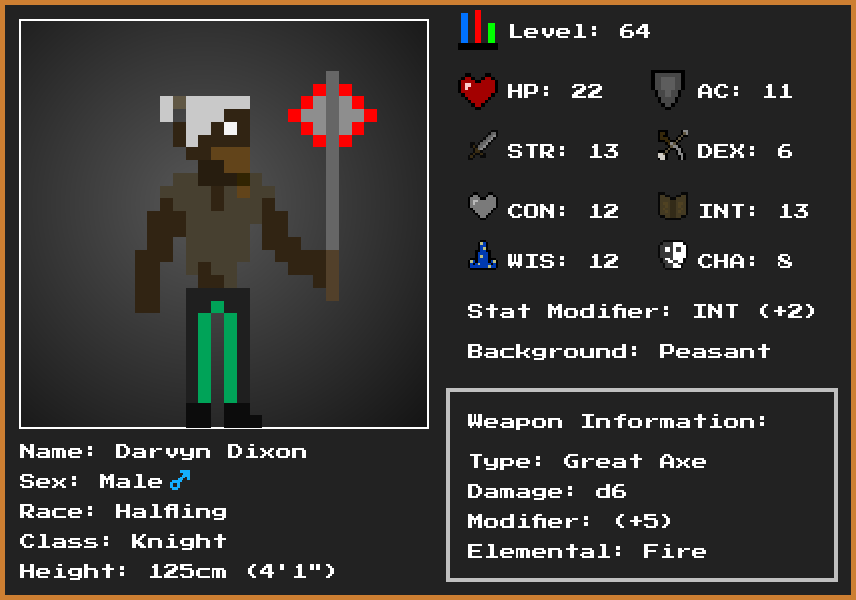 Level: 64
HP: 22
AC: 11
STR: 13
DEX: 6
CON: 12
INT: 13
WIS: 12
CHA: 8
Stat Modifier: INT (+2)
Background: Peasant
Weapon Information:
Type: Great Axe
Damage: d6
Modifier: (+5)
Elemental: Fire
Name: Darvyn Dixon
Sex: Male♂
Race: Halfling
Class: Knight
Height: 125cm (4'1")